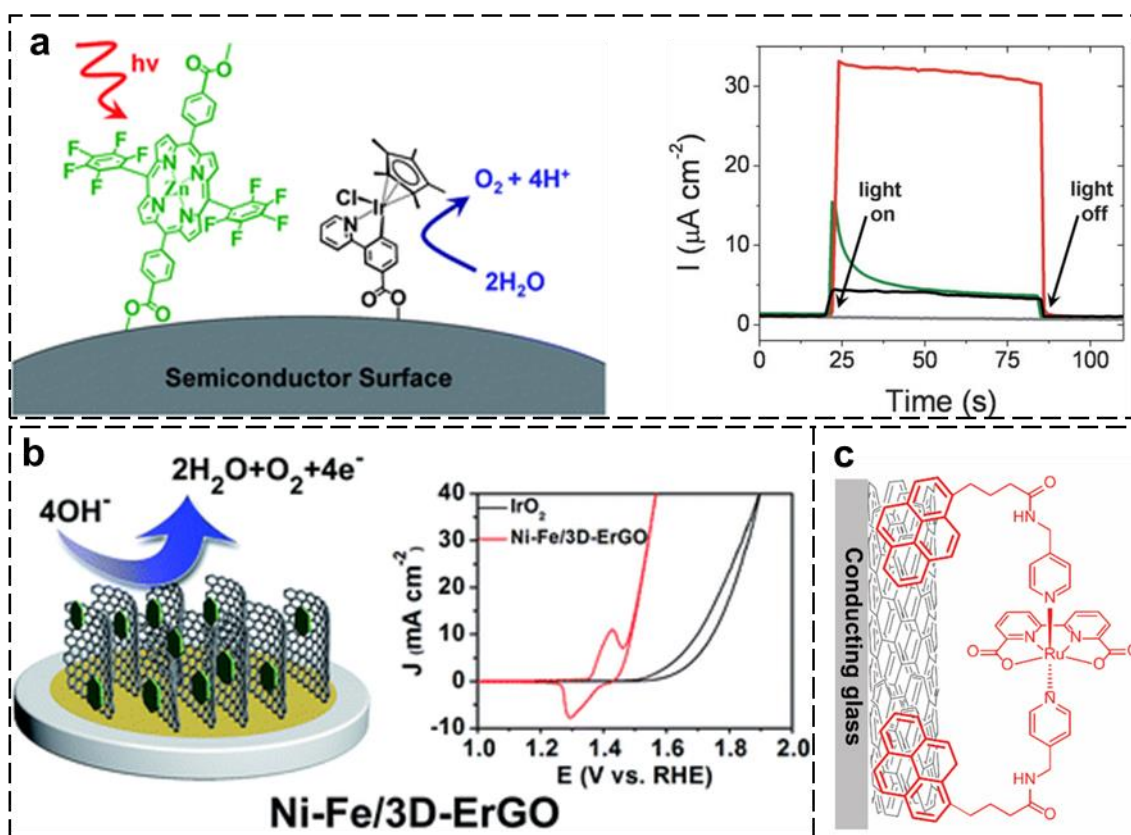 a
hν
O
O
F
F
F
F
F
N
N
Zn
N
N
F
F
F
F
F
O
O
Cl
Ir
N
O
O
O₂ + 4H⁺
2H₂O
Semiconductor Surface
I (μA cm⁻²)
30
20
10
0
light
on
light
off
0
25
50
75
100
Time (s)
b
2H₂O+O₂+4e⁻
4OH⁻
J (mA cm⁻²)
40
30
20
10
0
-10
IrO₂
Ni-Fe/3D-ErGO
1.0
1.2
1.4
1.6
1.8
2.0
E (V vs. RHE)
Ni-Fe/3D-ErGO
c
Conducting glass
O
NH
N
N
N
O
O
Ru
O
O
N
NH
O